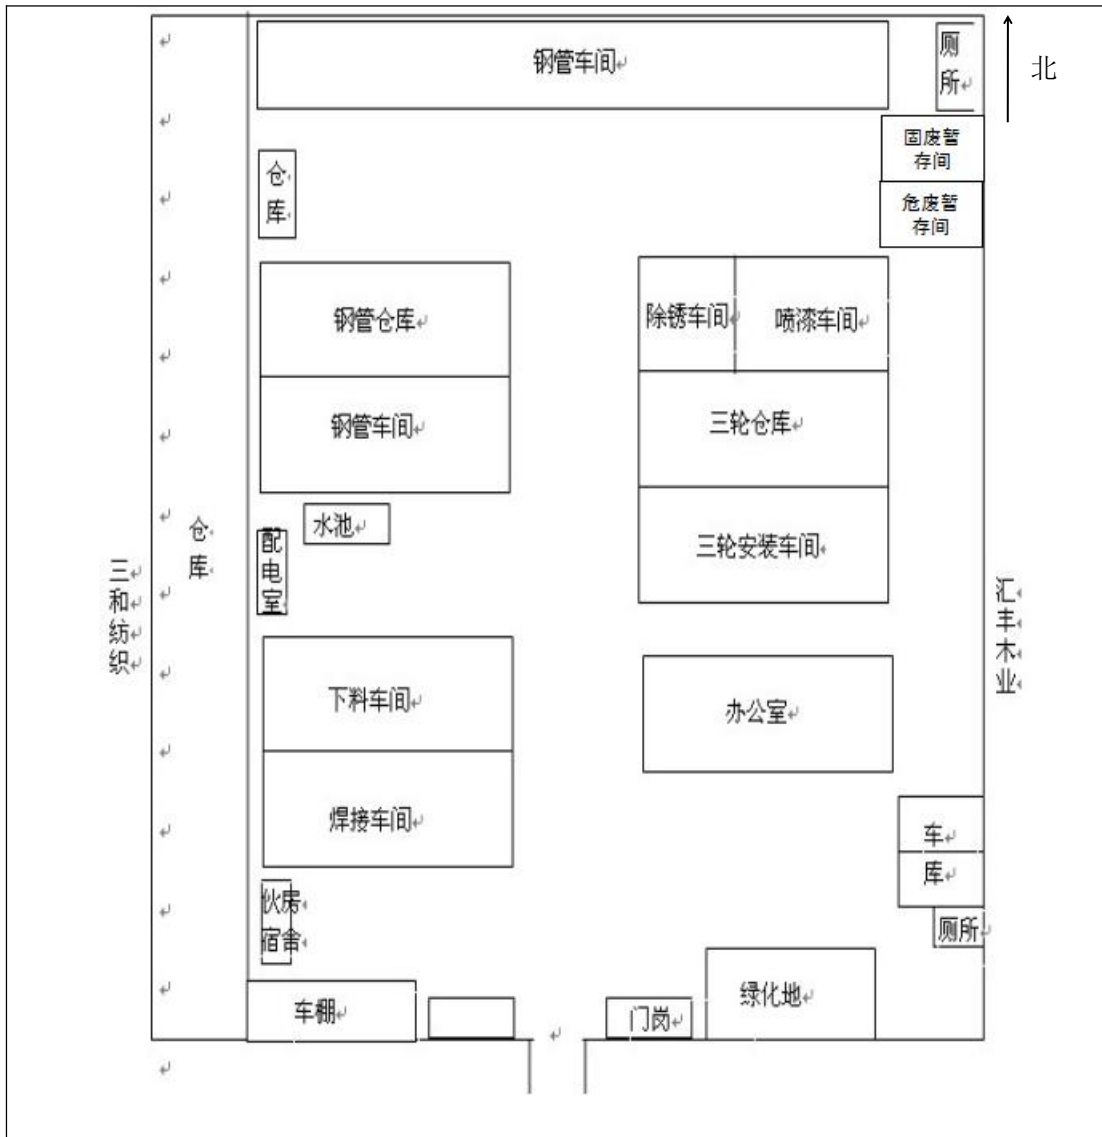 钢管车间
厕
所
北
固废暂
存间
仓
库
危废暂
存间
钢管仓库
除锈车间
喷漆车间
钢管车间
三轮仓库
水池
配
电
室
三轮安装车间
仓
库
三
和
纺
织
汇
丰
木
业
下料车间
办公室
焊接车间
车
库
伙房
宿舍
厕所
车棚
门岗
绿化地